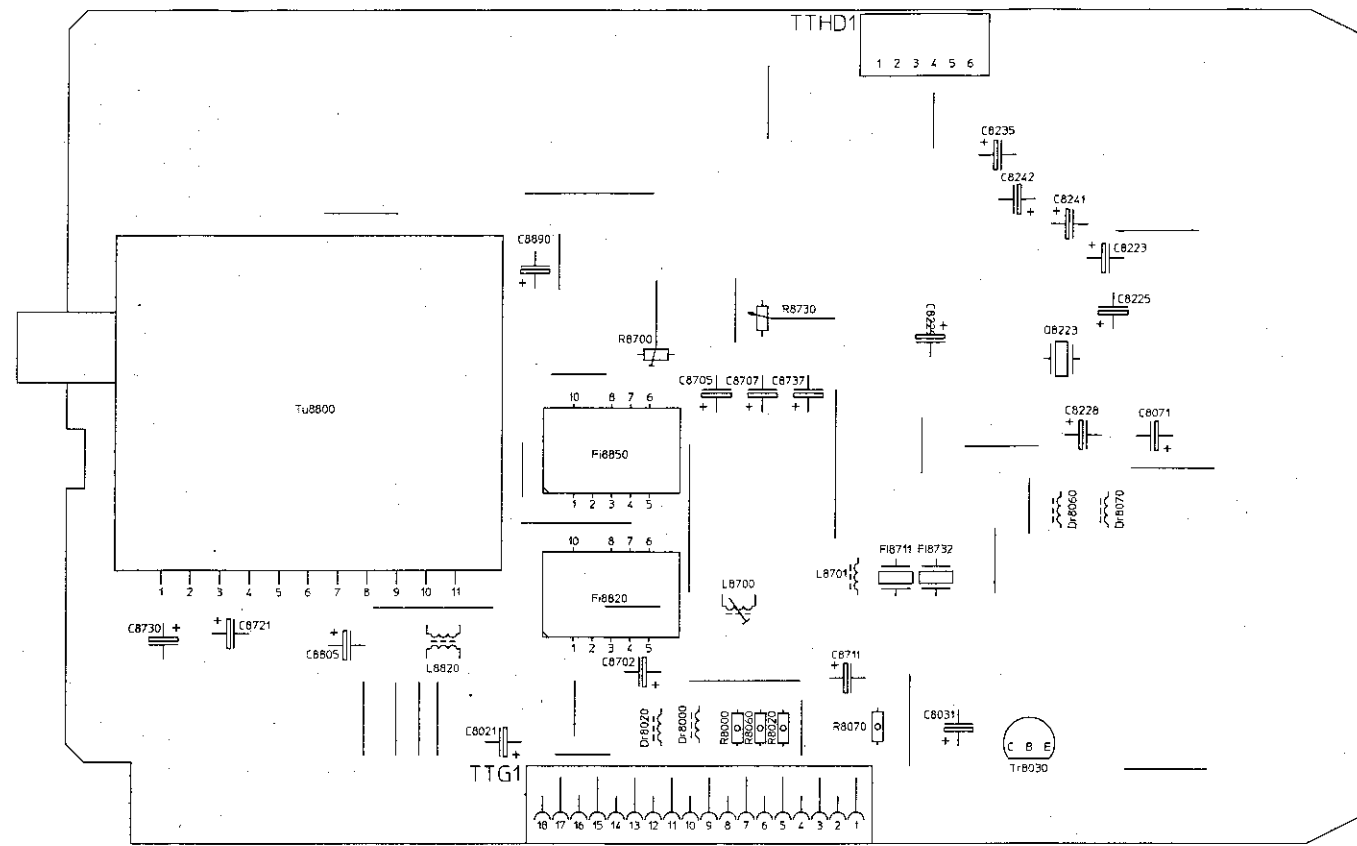 TTHD1
1 2 3 4 5 6
C8235
+
C8242
+
C8241
+
C8223
+
C8890
+
C8225
+
R8730
R8700
+
Q8223
C8705 C8707 C8737
+ + +
Tu8800
10 8 7 6
Fi8850
1 2 3 4 5
C8228
+
C8071
+
Dr8060
Dr8070
10 8 7 6
1 2 3 4 5
L8701
Fl8711 Fl8732
L8700
1 2 3 4 5 6 7 8 9 10 11
C8730
+
C8721
+
C8805
+
L8820
C8702
+
C8711
+
C8021
+
Dr8020
Dr8000
R8000
R8060
R8020
R8070
C8031
+
C B E
Tr8030
TTG1
18 17 16 15 14 13 12 11 10 9 8 7 6 5 4 3 2 1